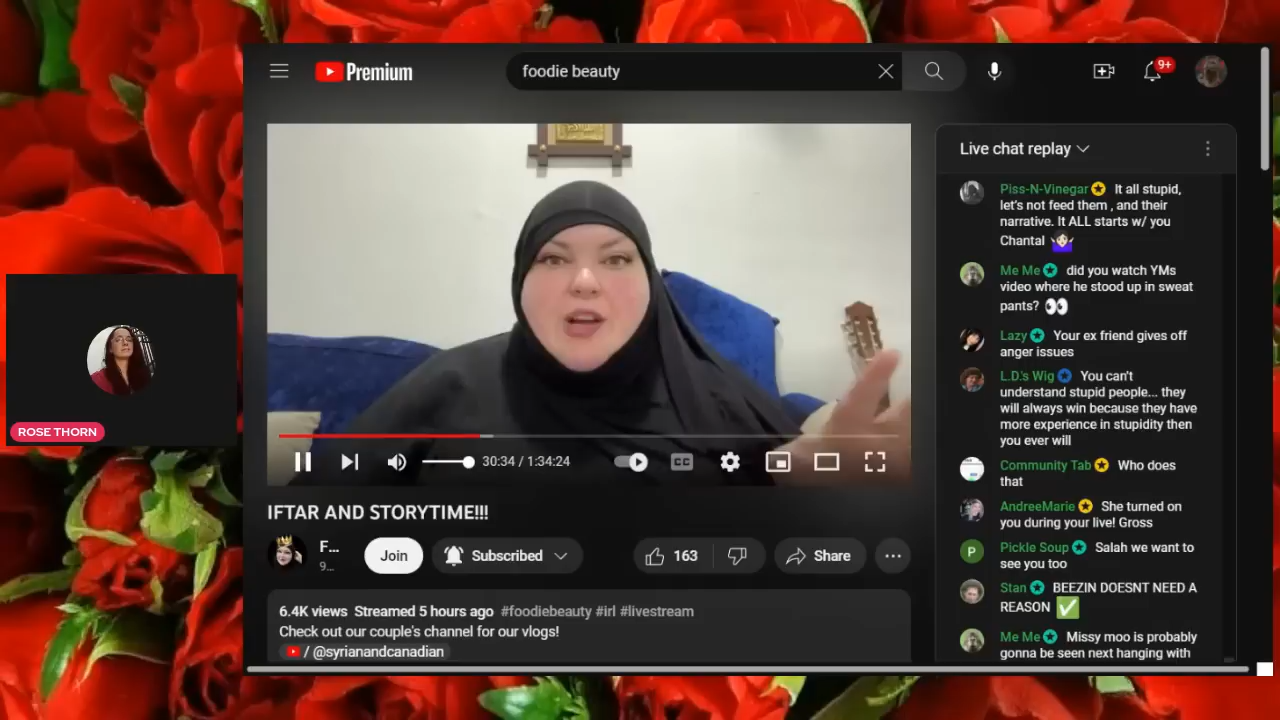 Premium
foodie beauty
9+
Live chat replay
Piss-N-Vinegar It all stupid,
let's not feed them , and their
narrative. It ALL starts w/ you
Chantal
Me Me did you watch YMs
video where he stood up in sweat
pants?
Lazy Your ex friend gives off
anger issues
L.D.'s Wig You can't
understand stupid people... they
will always win because they have
more experience in stupidity then
you ever will
Community Tab Who does
that
AndreeMarie She turned on
you during your live! Gross
P
Pickle Soup Salah we want to
see you too
Stan BEEZIN DOESNT NEED A
REASON
Me Me Missy moo is probably
gonna be seen next hanging with
ROSE THORN
30:34 / 1:34:24
CC
IFTAR AND STORYTIME!!!
F...
9...
Join
Subscribed
163
Share
6.4K views Streamed 5 hours ago #foodiebeauty #irl #livestream
Check out our couple's channel for our vlogs!
/ @syrianandcanadian